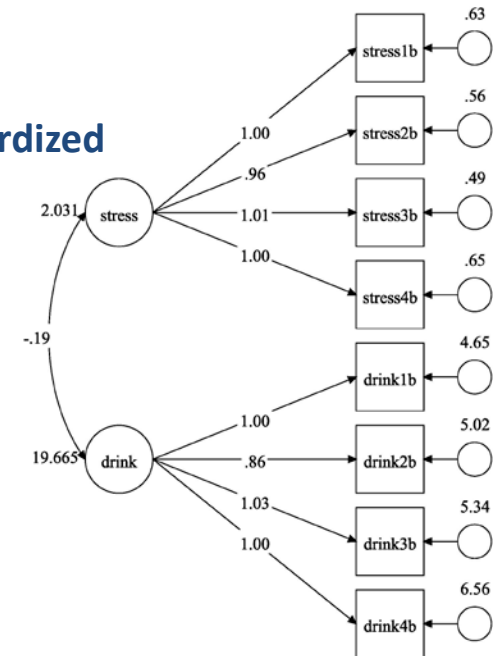 .63
stress1b
rdized
1.00
.56
stress2b
.96
2.031
stress
.49
1.01
stress3b
1.00
.65
stress4b
-.19
4.65
drink1b
1.00
19.665
drink
5.02
.86
drink2b
1.03
5.34
drink3b
1.00
6.56
drink4b